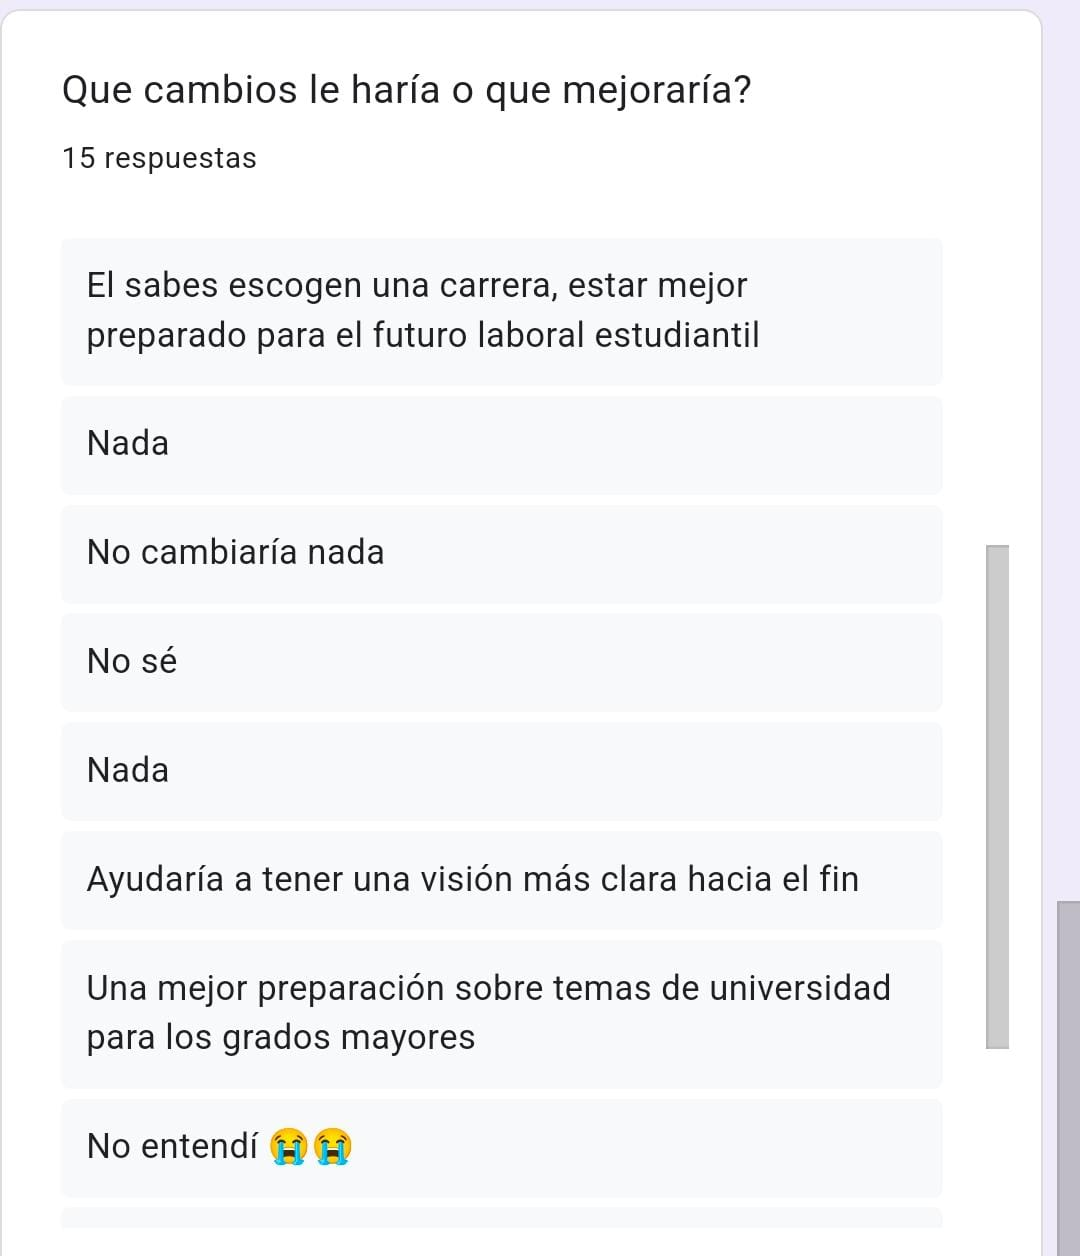 Que cambios le haría o que mejoraría?
15 respuestas
El sabes escogen una carrera, estar mejor
preparado para el futuro laboral estudiantil
Nada
No cambiaría nada
No sé
Nada
Ayudaría a tener una visión más clara hacia el fin
Una mejor preparación sobre temas de universidad
para los grados mayores
No entendí 😭😭